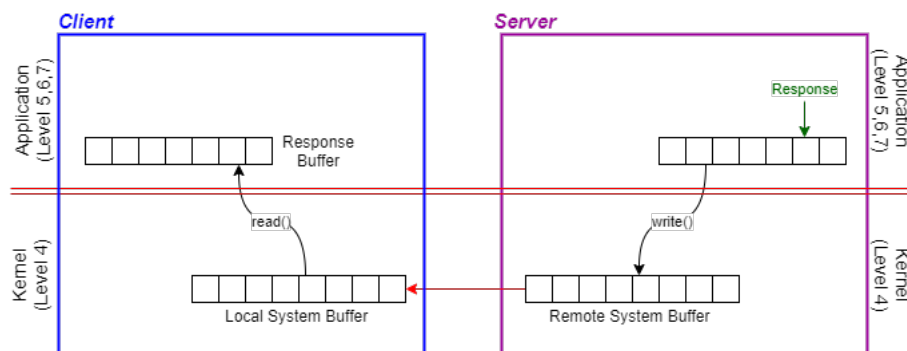 Client
Server
Application
(Level 5,6,7)
Response
Buffer
Response
Application
(Level 5,6,7)
read()
write()
Kernel
(Level 4)
Local System Buffer
Remote System Buffer
Kernel
(Level 4)